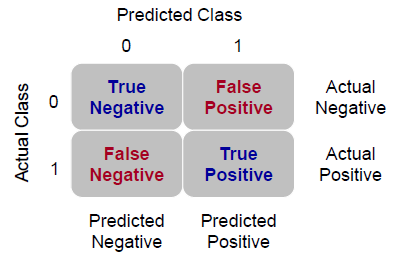 Predicted Class
0 1
Actual Class
0
True
Negative
False
Positive
Actual
Negative
1
False
Negative
True
Positive
Actual
Positive
Predicted
Negative
Predicted
Positive